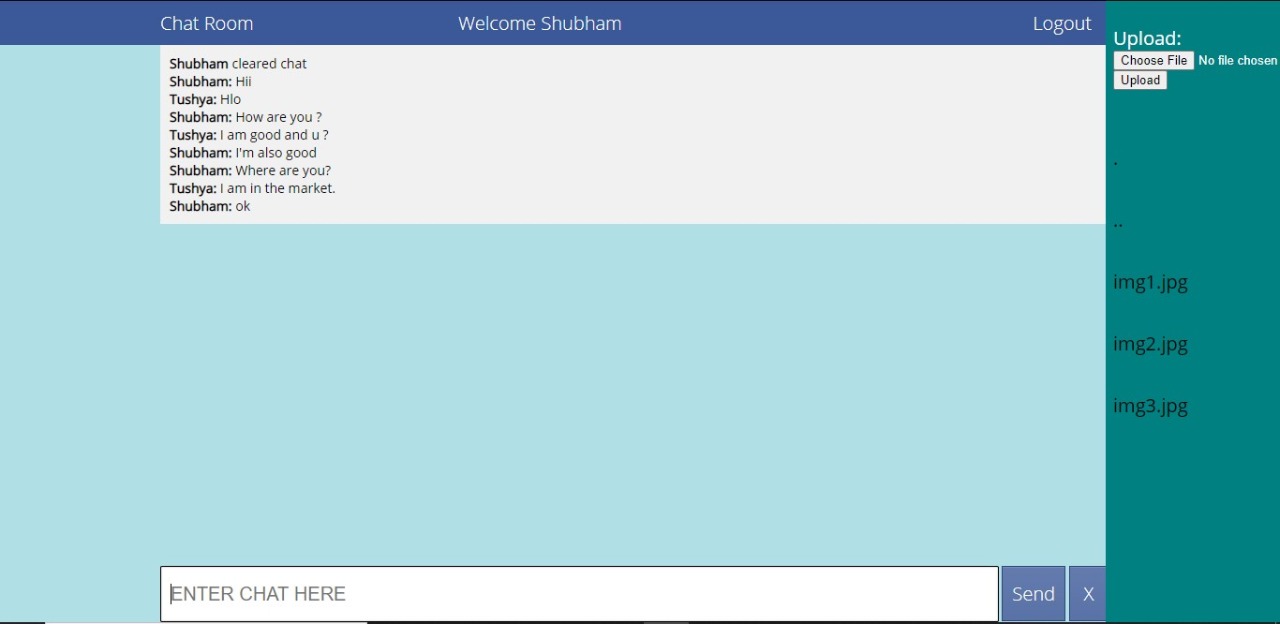 Chat Room Welcome Shubham Logout
Shubham cleared chat
Shubham: Hii
Tushya: Hlo
Shubham: How are you ?
Tushya: I am good and u ?
Shubham: I'm also good
Shubham: Where are you?
Tushya: I am in the market.
Shubham: ok
ENTER CHAT HERE
Send X
Upload:
Choose File No file chosen
Upload
.
..
img1.jpg
img2.jpg
img3.jpg